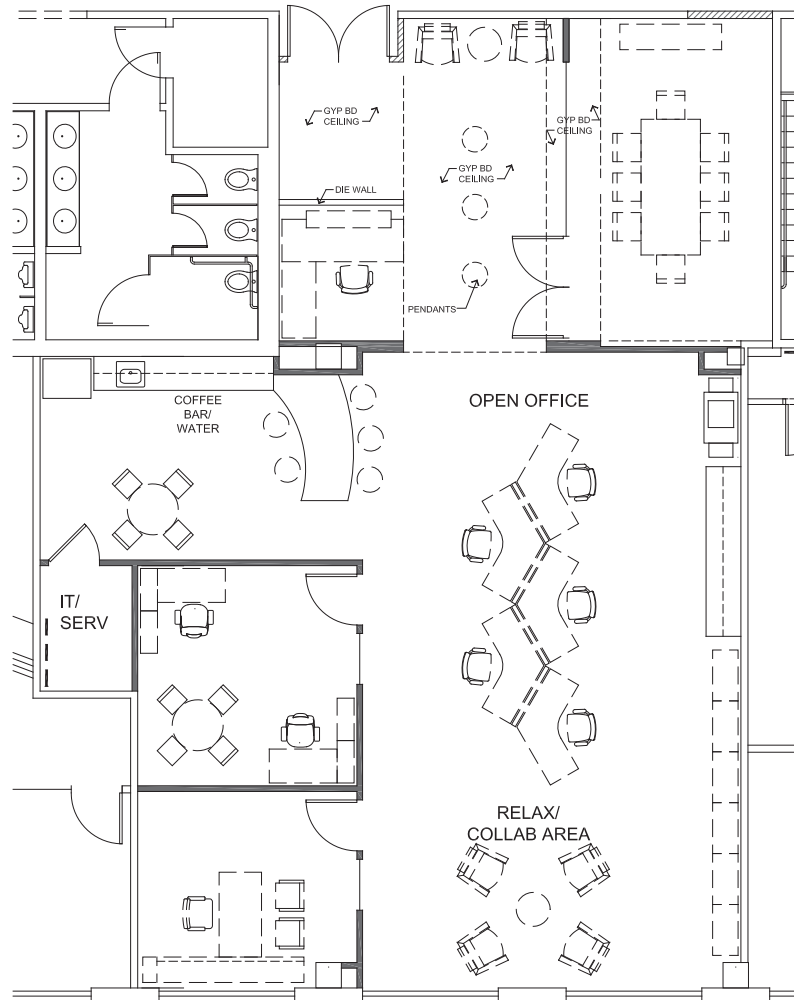 GYP BD
CEILING
GYP BD
CEILING
GYP BD
CEILING
DIE WALL
PENDANTS
COFFEE
BAR/
WATER
OPEN OFFICE
IT/
SERV
RELAX/
COLLAB AREA